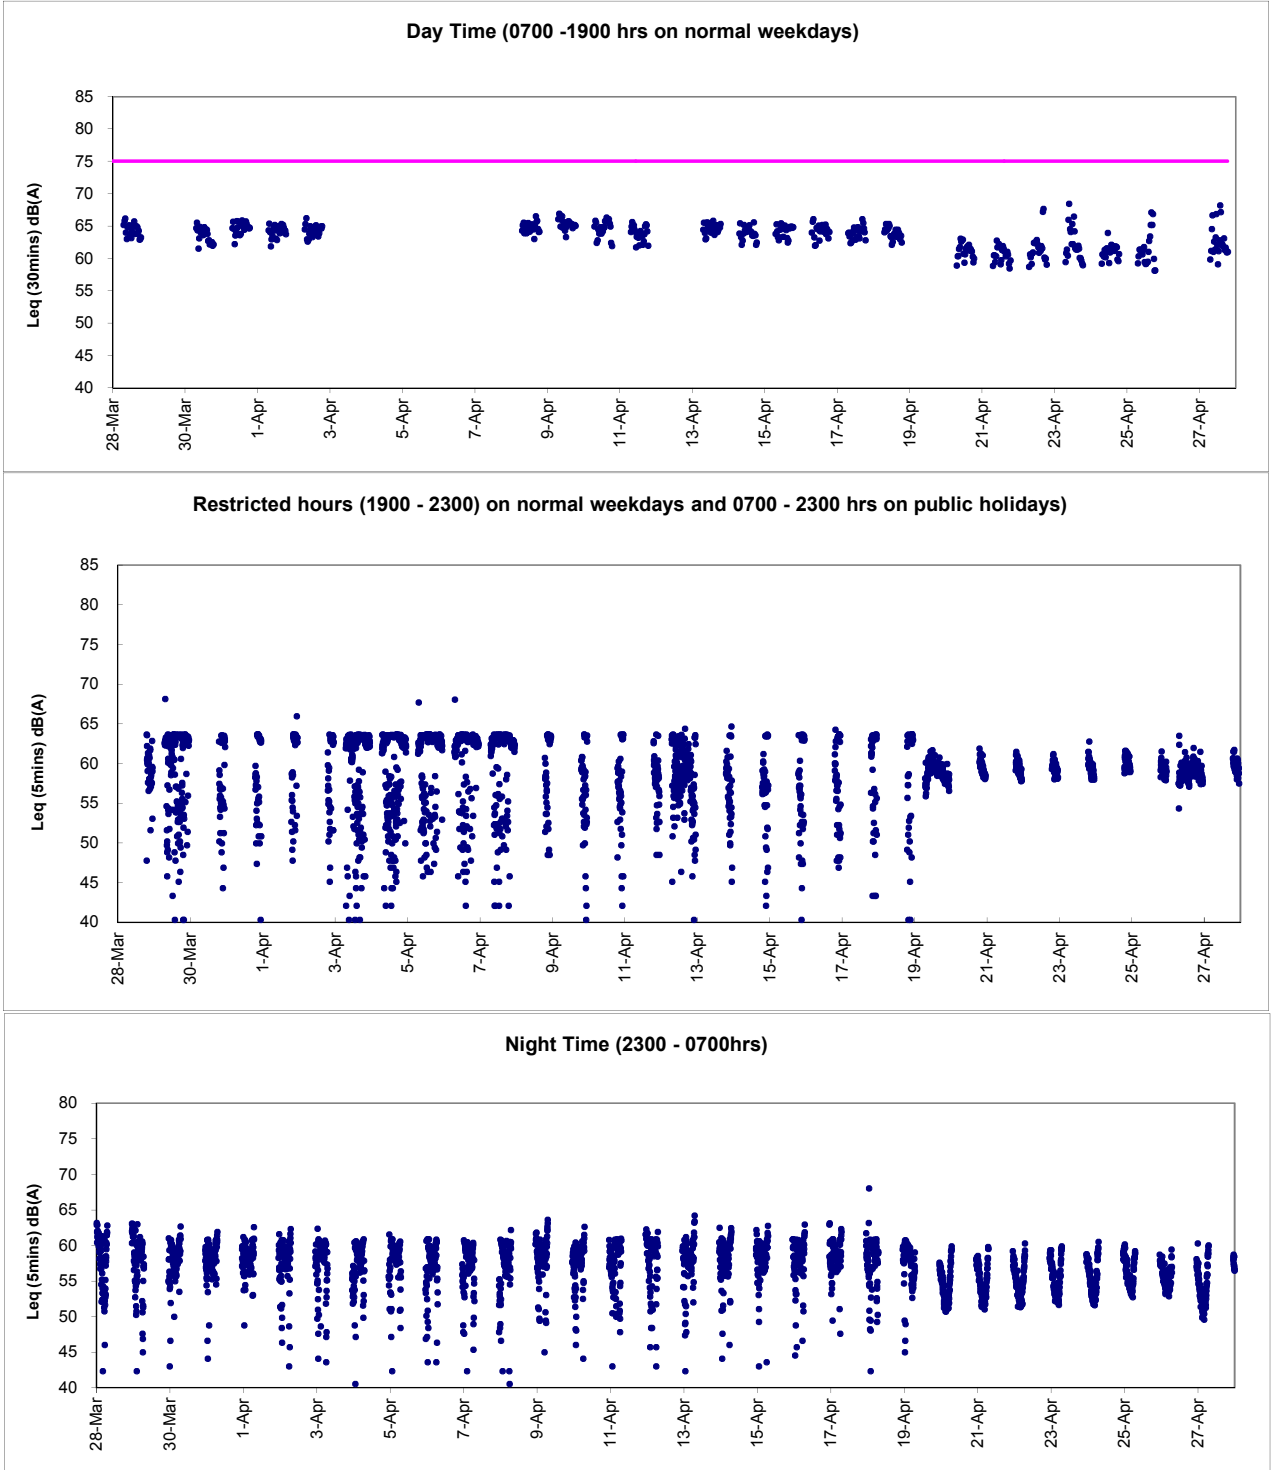 Day Time (0700 -1900 hrs on normal weekdays)
Leq (30mins) dB(A)
85
80
75
70
65
60
55
50
45
40
28-Mar
30-Mar
1-Apr
3-Apr
5-Apr
7-Apr
9-Apr
11-Apr
13-Apr
15-Apr
17-Apr
19-Apr
21-Apr
23-Apr
25-Apr
27-Apr
Restricted hours (1900 - 2300) on normal weekdays and 0700 - 2300 hrs on public holidays)
Leq (5mins) dB(A)
85
80
75
70
65
60
55
50
45
40
28-Mar
30-Mar
1-Apr
3-Apr
5-Apr
7-Apr
9-Apr
11-Apr
13-Apr
15-Apr
17-Apr
19-Apr
21-Apr
23-Apr
25-Apr
27-Apr
Night Time (2300 - 0700hrs)
Leq (5mins) dB(A)
80
75
70
65
60
55
50
45
40
28-Mar
30-Mar
1-Apr
3-Apr
5-Apr
7-Apr
9-Apr
11-Apr
13-Apr
15-Apr
17-Apr
19-Apr
21-Apr
23-Apr
25-Apr
27-Apr